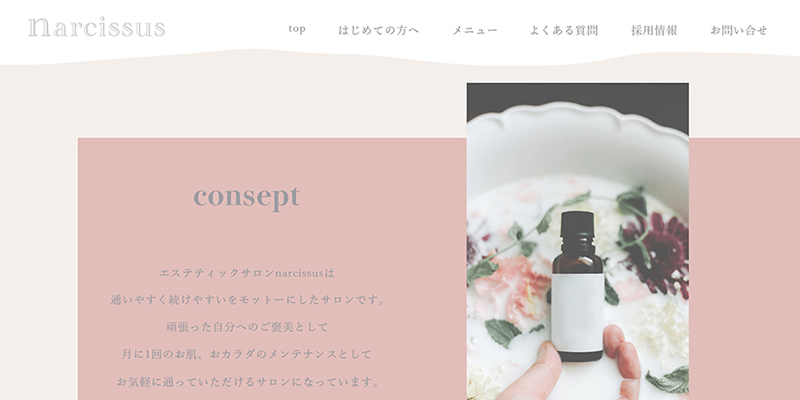 narcissus
top はじめての方へ メニュー よくある質問 採用情報 お問い合せ
consept
エステティックサロンnarcissusは
通いやすく続けやすいをモットーにしたサロンです。
頑張った自分へのご褒美として
月に1回のお肌、おカラダのメンテナンスとして
お気軽に通っていただけるサロンになっています。